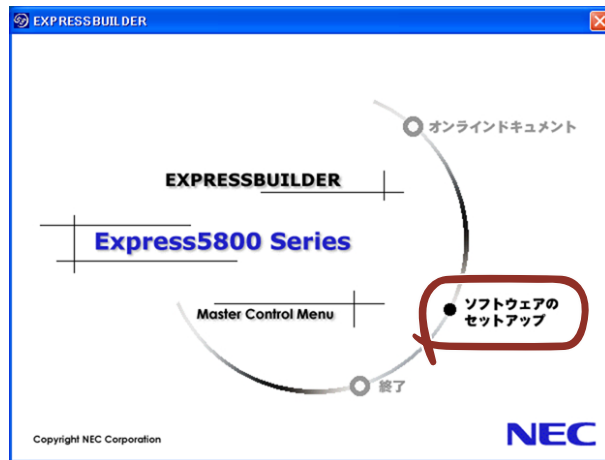 EXPRESSBUILDER
オンラインドキュメント
EXPRESSBUILDER
Express5800 Series
ソフトウェアの
セットアップ
Master Control Menu
終了
Copyright NEC Corporation
NEC